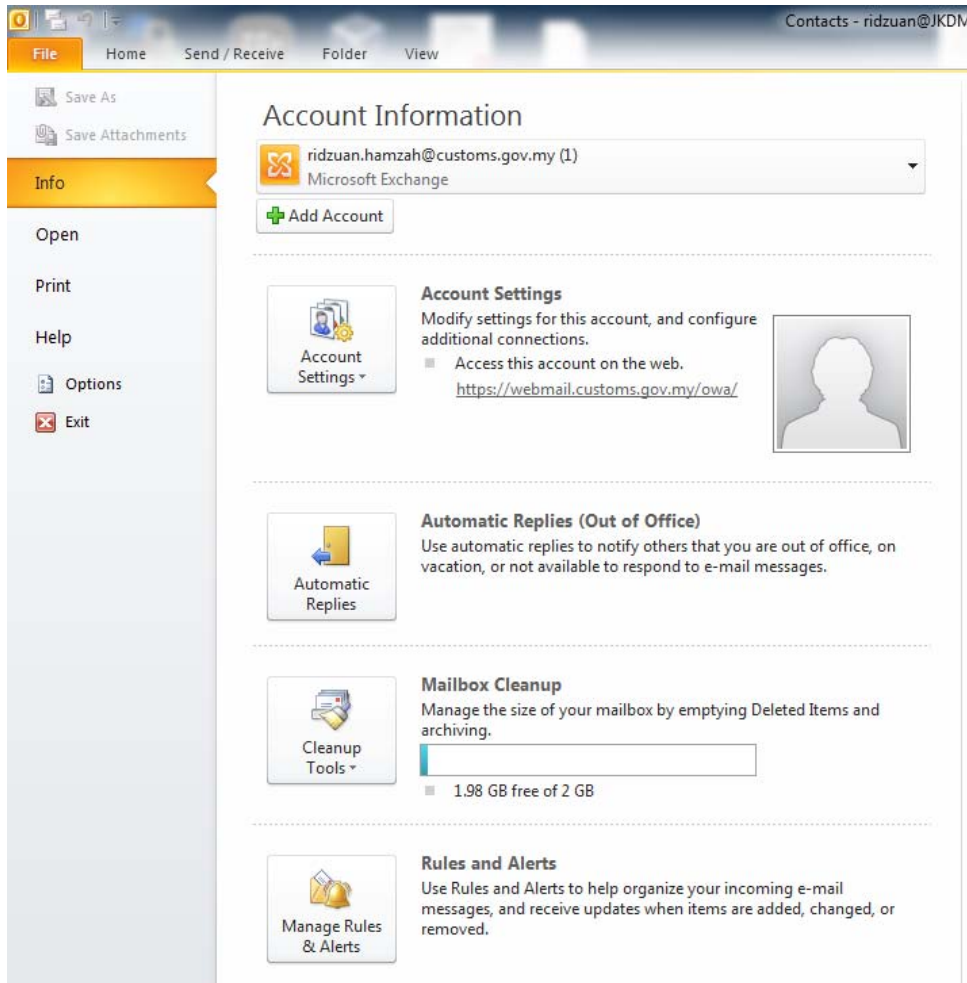 Contacts - ridzuan@JKDM
File Home Send / Receive Folder View
Save As
Save Attachments
Info
Open
Print
Help
Options
Exit
Account Information
ridzuan.hamzah@customs.gov.my (1)
Microsoft Exchange
Add Account
Account
Settings
Account Settings
Modify settings for this account, and configure
additional connections.
Access this account on the web.
https://webmail.customs.gov.my/owa/
Automatic
Replies
Automatic Replies (Out of Office)
Use automatic replies to notify others that you are out of office, on
vacation, or not available to respond to e-mail messages.
Cleanup
Tools
Mailbox Cleanup
Manage the size of your mailbox by emptying Deleted Items and
archiving.
1.98 GB free of 2 GB
Manage Rules
& Alerts
Rules and Alerts
Use Rules and Alerts to help organize your incoming e-mail
messages, and receive updates when items are added, changed, or
removed.